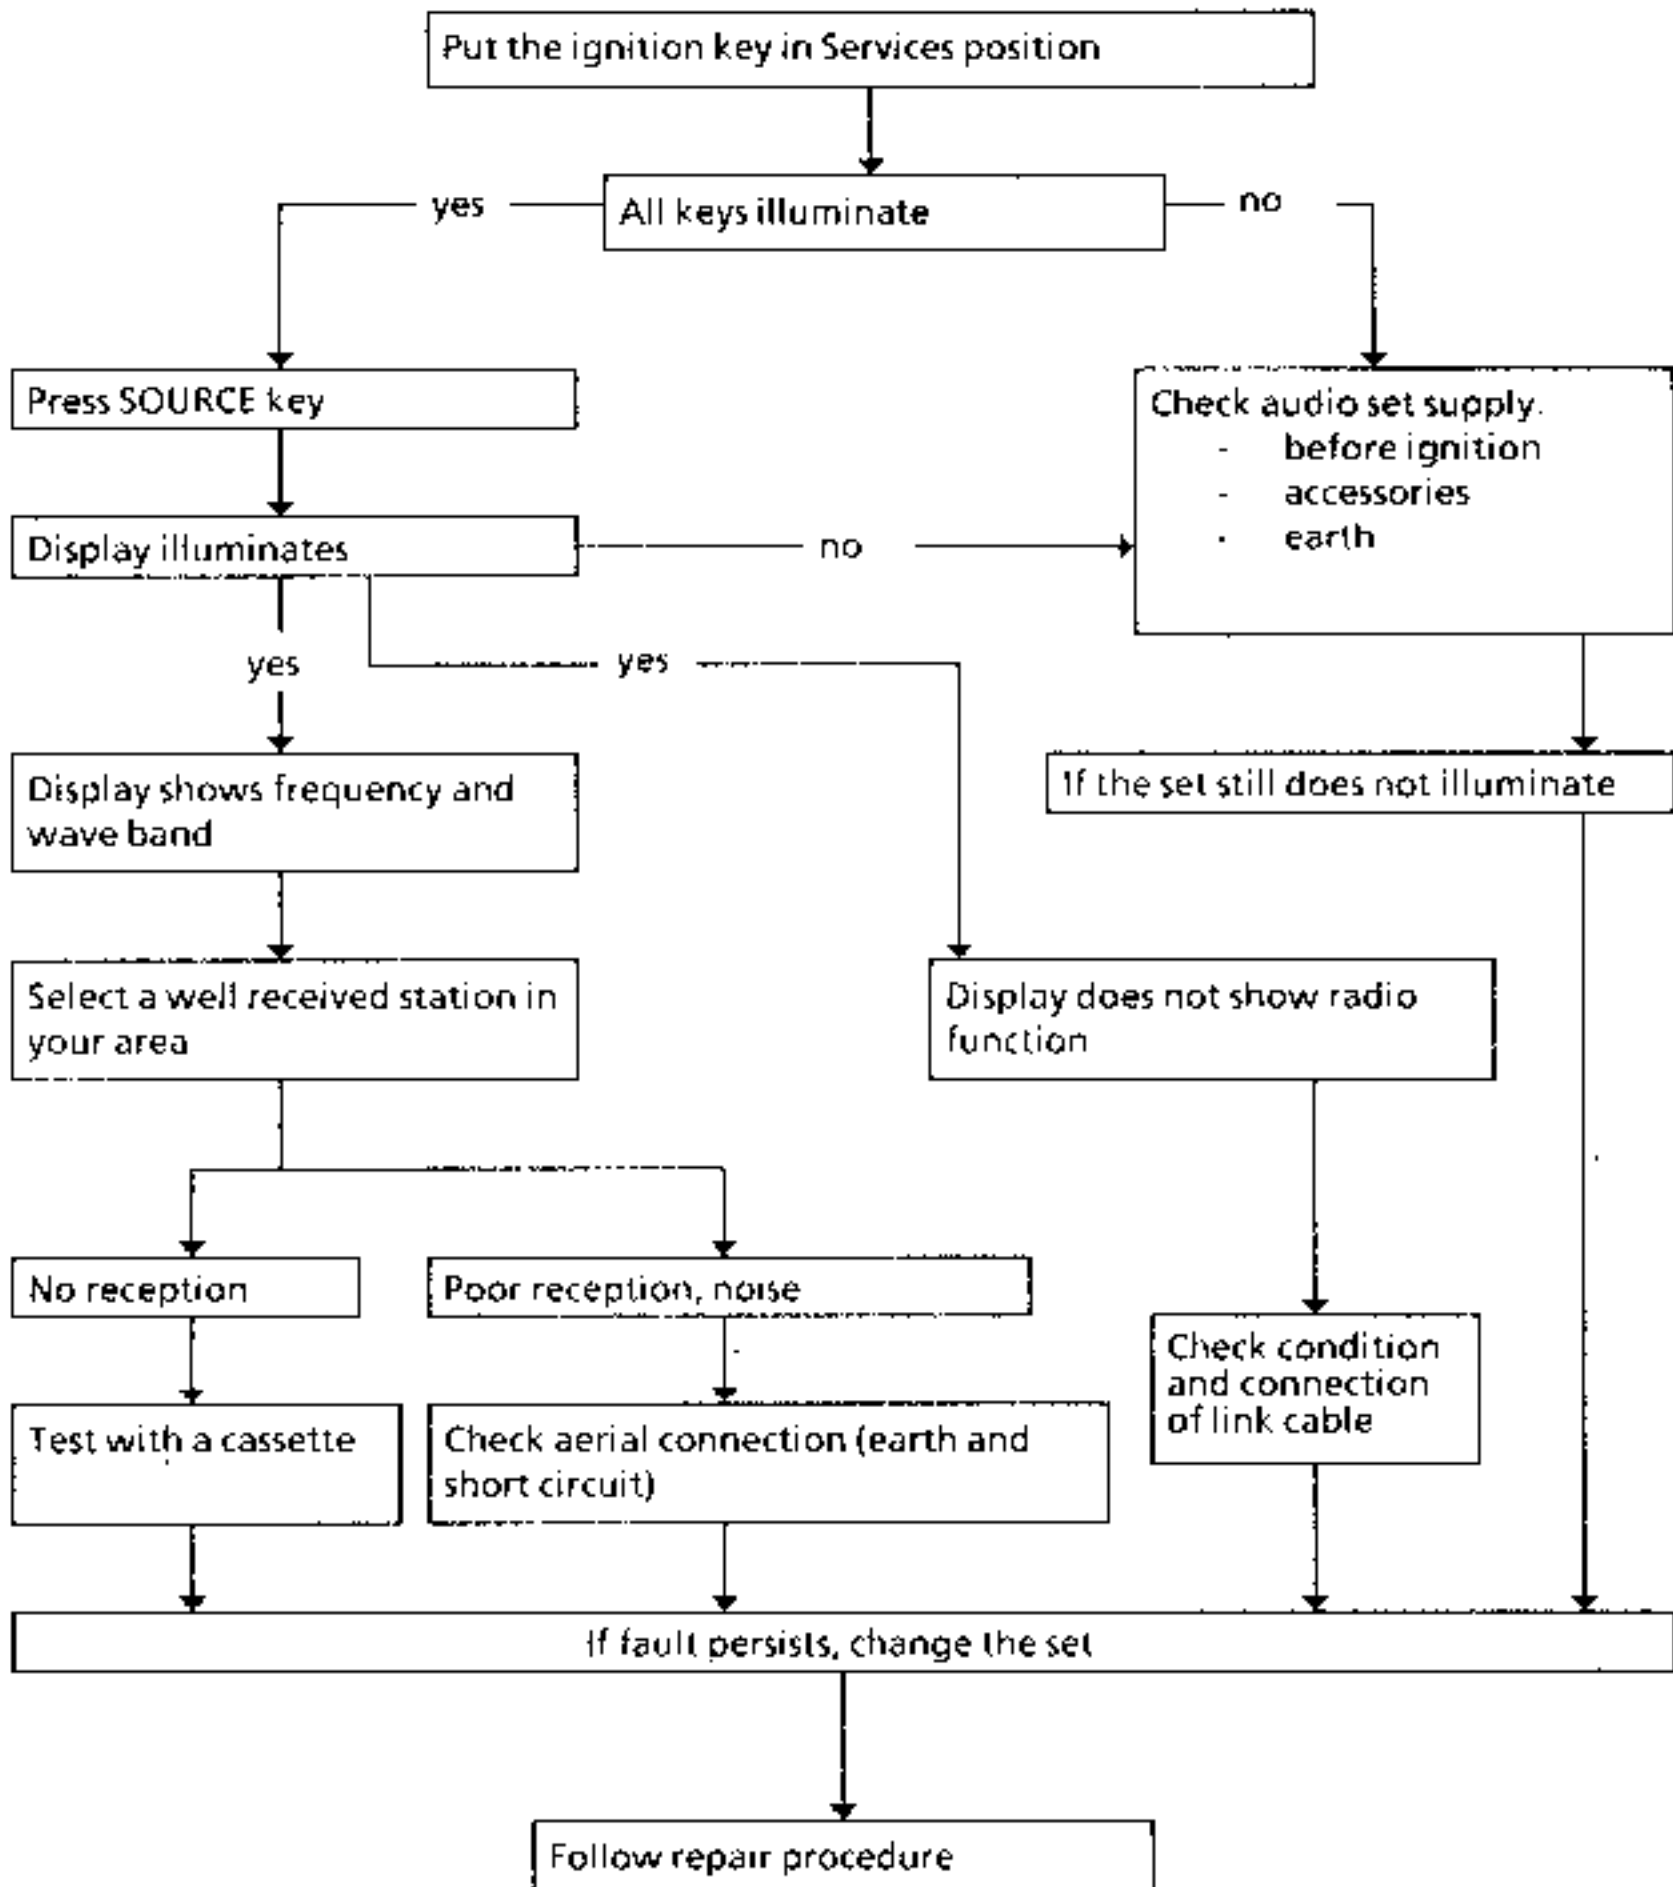 Put the ignition key in Services position
yes
All keys illuminate
no
Press SOURCE key
Check audio set supply.
- before ignition
- accessories
- earth
Display illuminates
no
yes
yes
Display shows frequency and
wave band
If the set still does not illuminate
Select a well received station in
your area
Display does not show radio
function
No reception
Poor reception, noise
Check condition
and connection
of link cable
Test with a cassette
Check aerial connection (earth and
short circuit)
If fault persists, change the set
Follow repair procedure